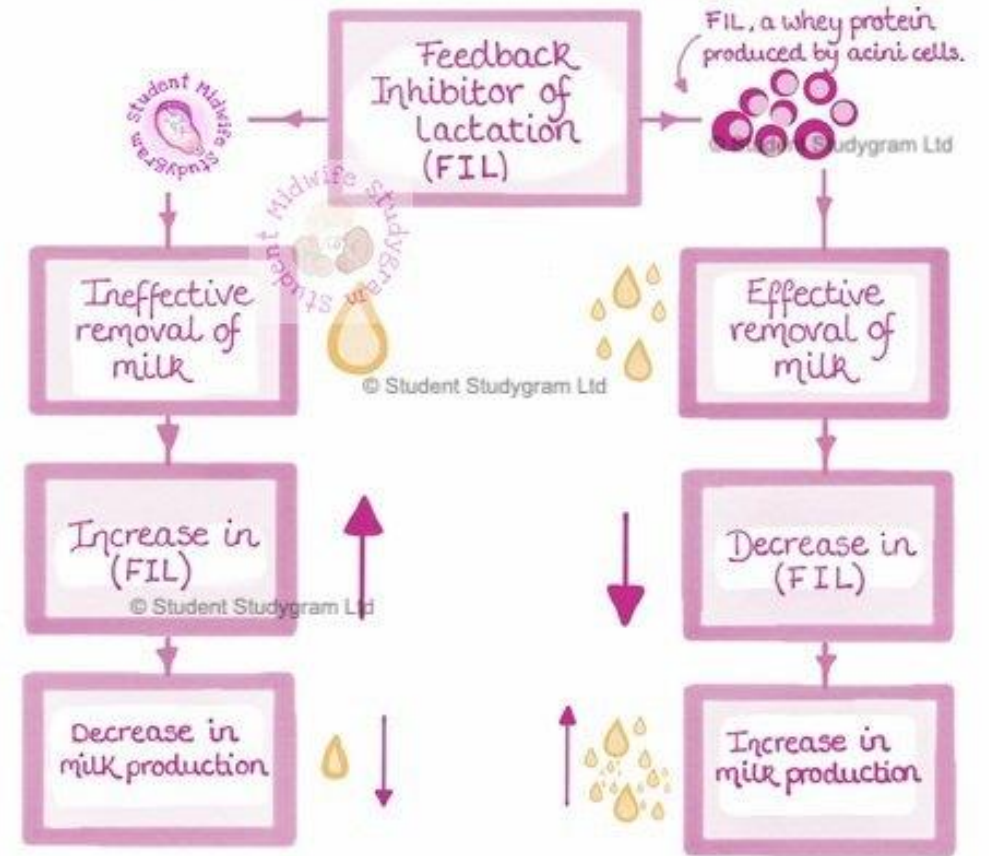 Feedback
Inhibitor of
lactation
(FIL)
FIL, a whey protein
produced by acini cells.
Student Midwife Studygram
© Student Studygram Ltd
Student Midwife Studygram
Ineffective
removal of
milk
Effective
removal of
milk
© Student Studygram Ltd
Increase in
(FIL)
Decrease in
(FIL)
© Student Studygram Ltd
Decrease in
milk production
Increase in
milk production